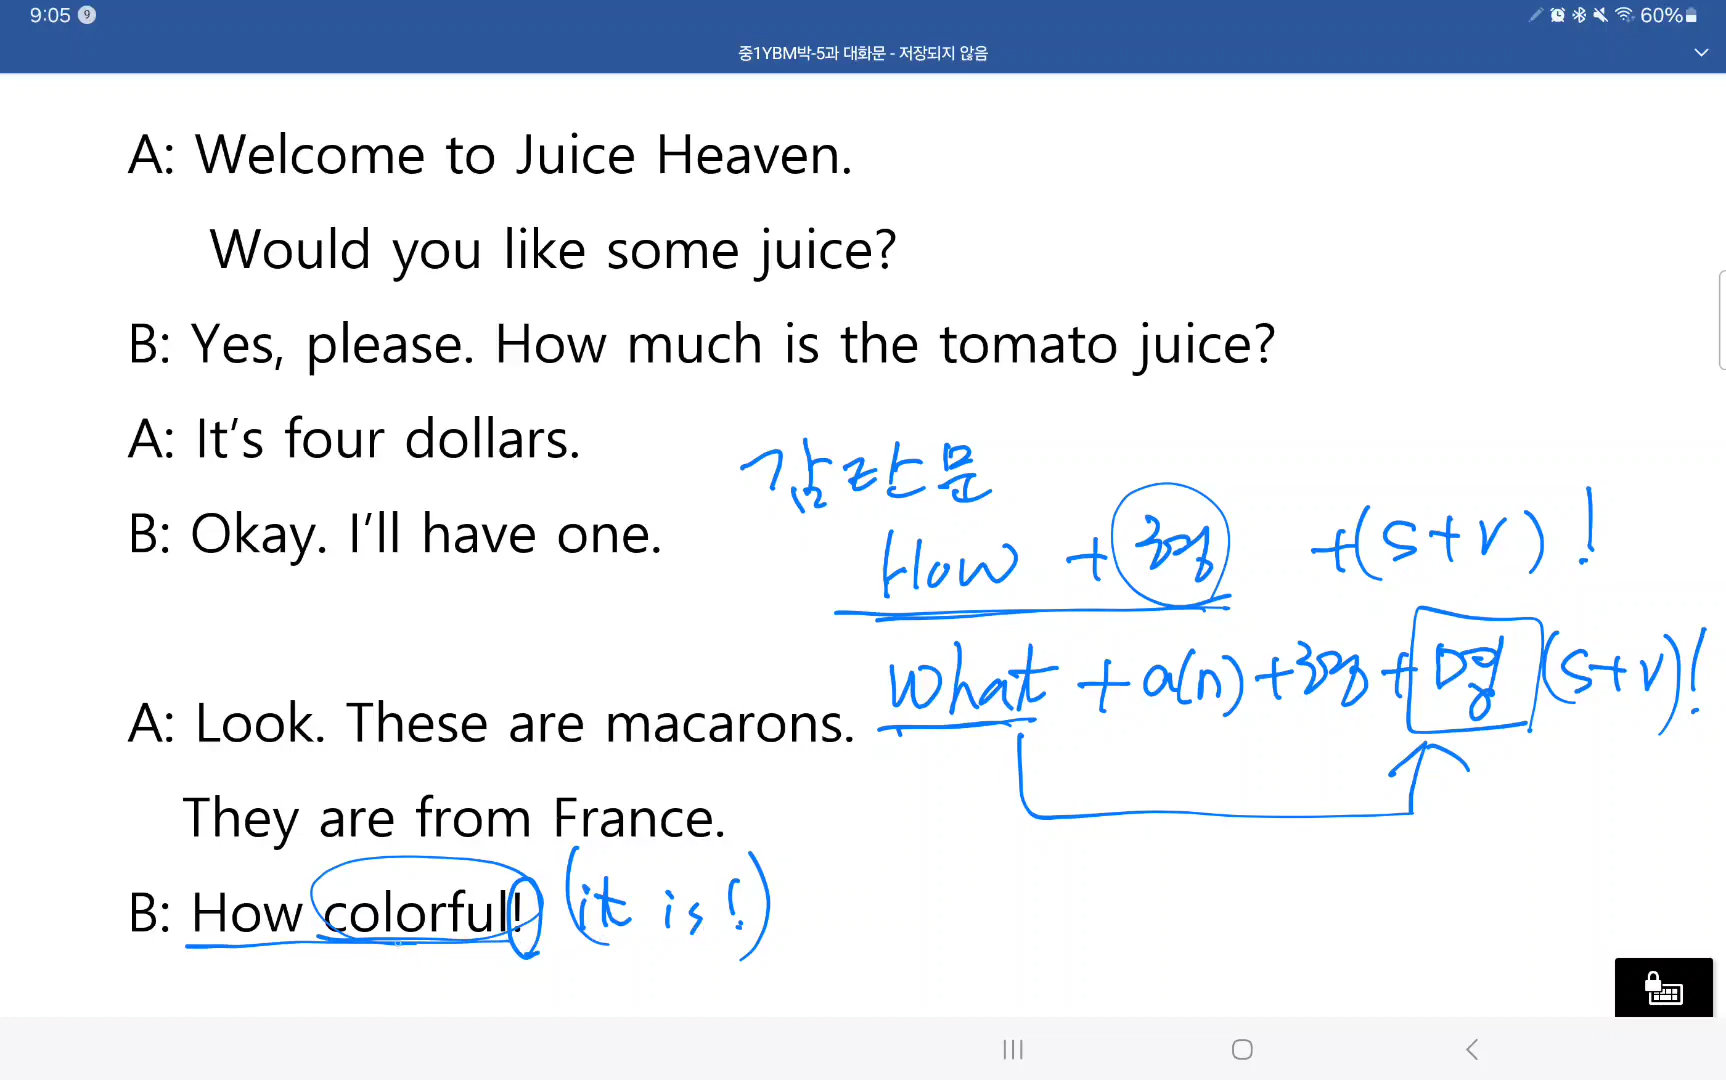 9:05 9 60%
중1YBM박-5과 대화문 - 저장되지 않음
A: Welcome to Juice Heaven.
Would you like some juice?
B: Yes, please. How much is the tomato juice?
A: It's four dollars.
B: Okay. I'll have one.
감탄문
How + 형 +(s+v)!
what + a(n) + 형 + 명 (s+v)!
A: Look. These are macarons.
They are from France.
B: How colorful! (it is!)